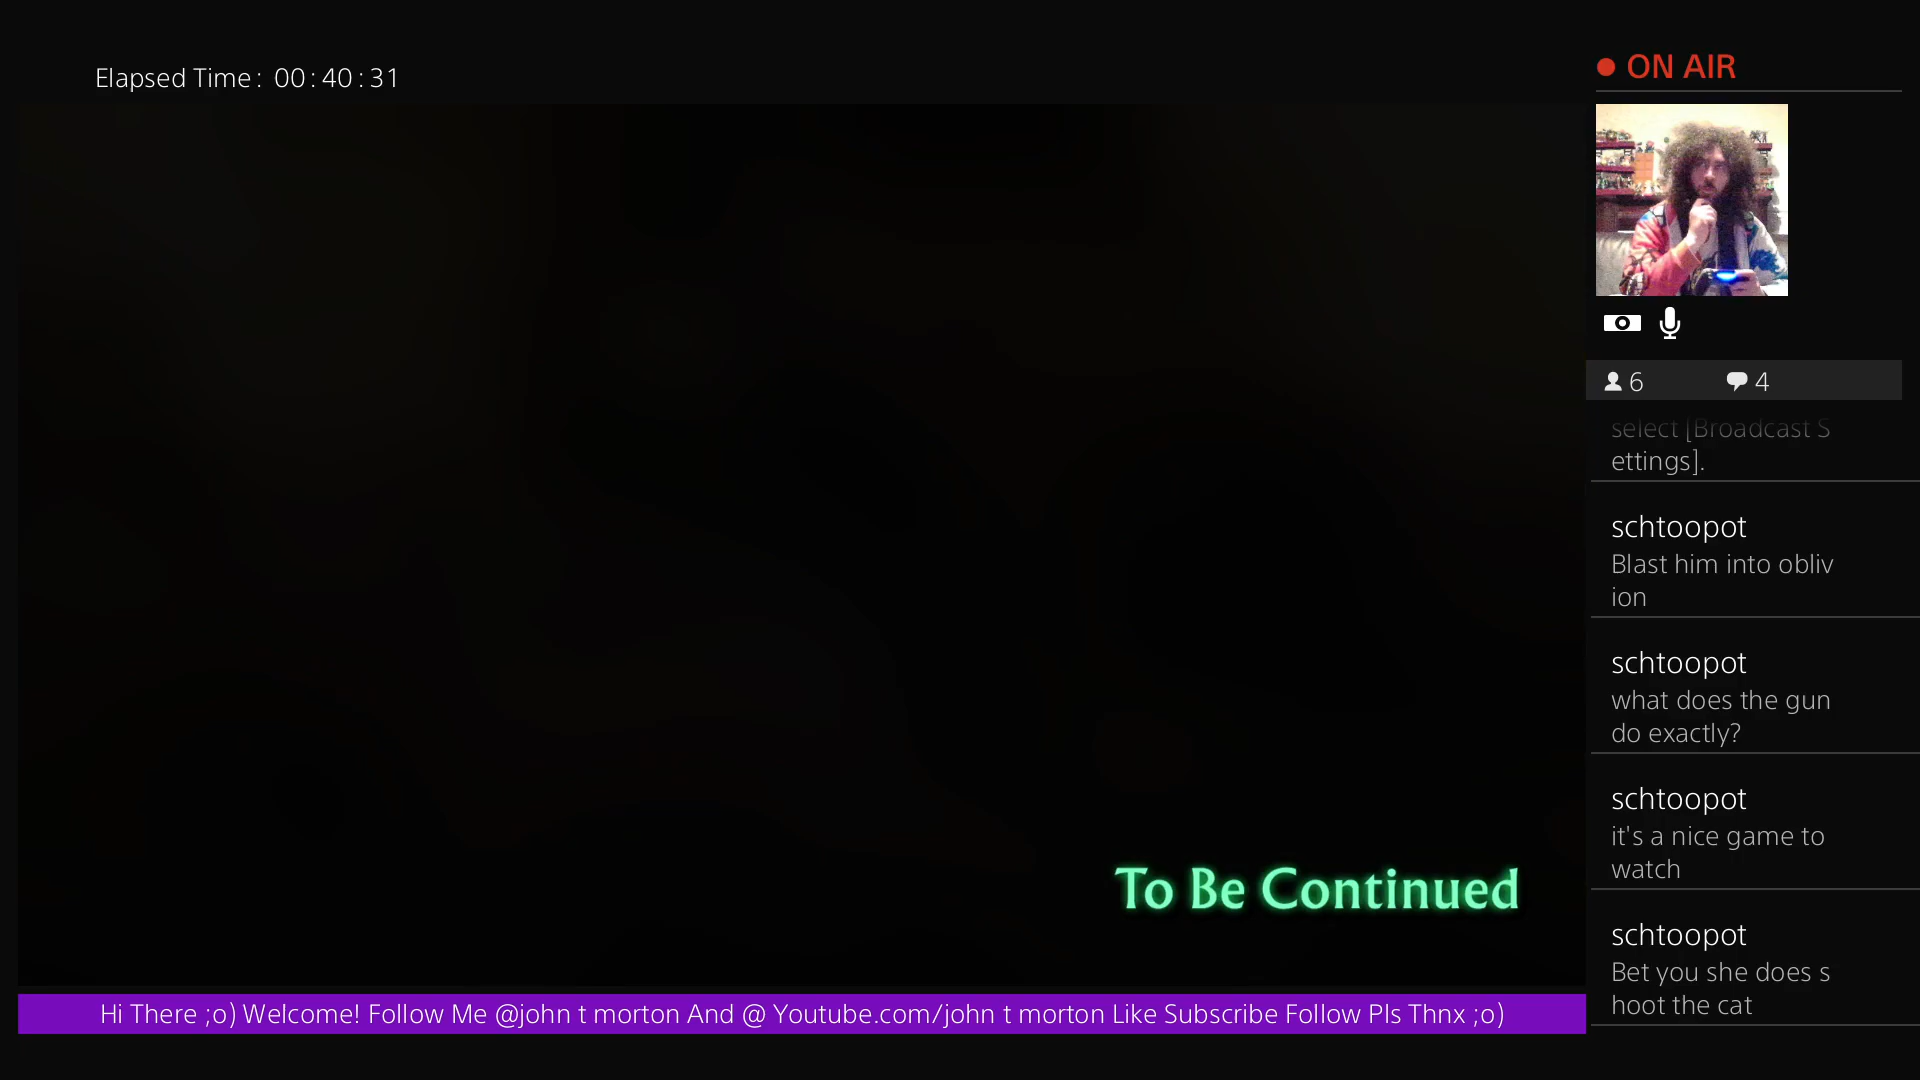 Elapsed Time: 00:40:31
ON AIR
6
4
select [Broadcast S
ettings].
schtoopot
Blast him into obliv
ion
schtoopot
what does the gun
do exactly?
schtoopot
it's a nice game to
watch
schtoopot
Bet you she does s
hoot the cat
To Be Continued
Hi There ;o) Welcome! Follow Me @john t morton And @ Youtube.com/john t morton Like Subscribe Follow Pls Thnx ;o)